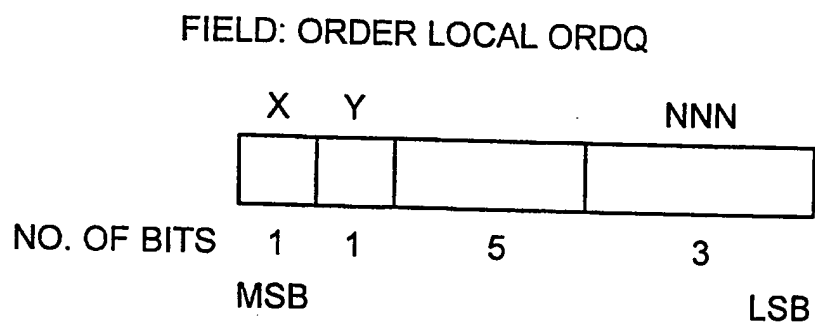 FIELD: ORDER LOCAL ORDQ
X Y NNN
NO. OF BITS 1 1 5 3
MSB LSB